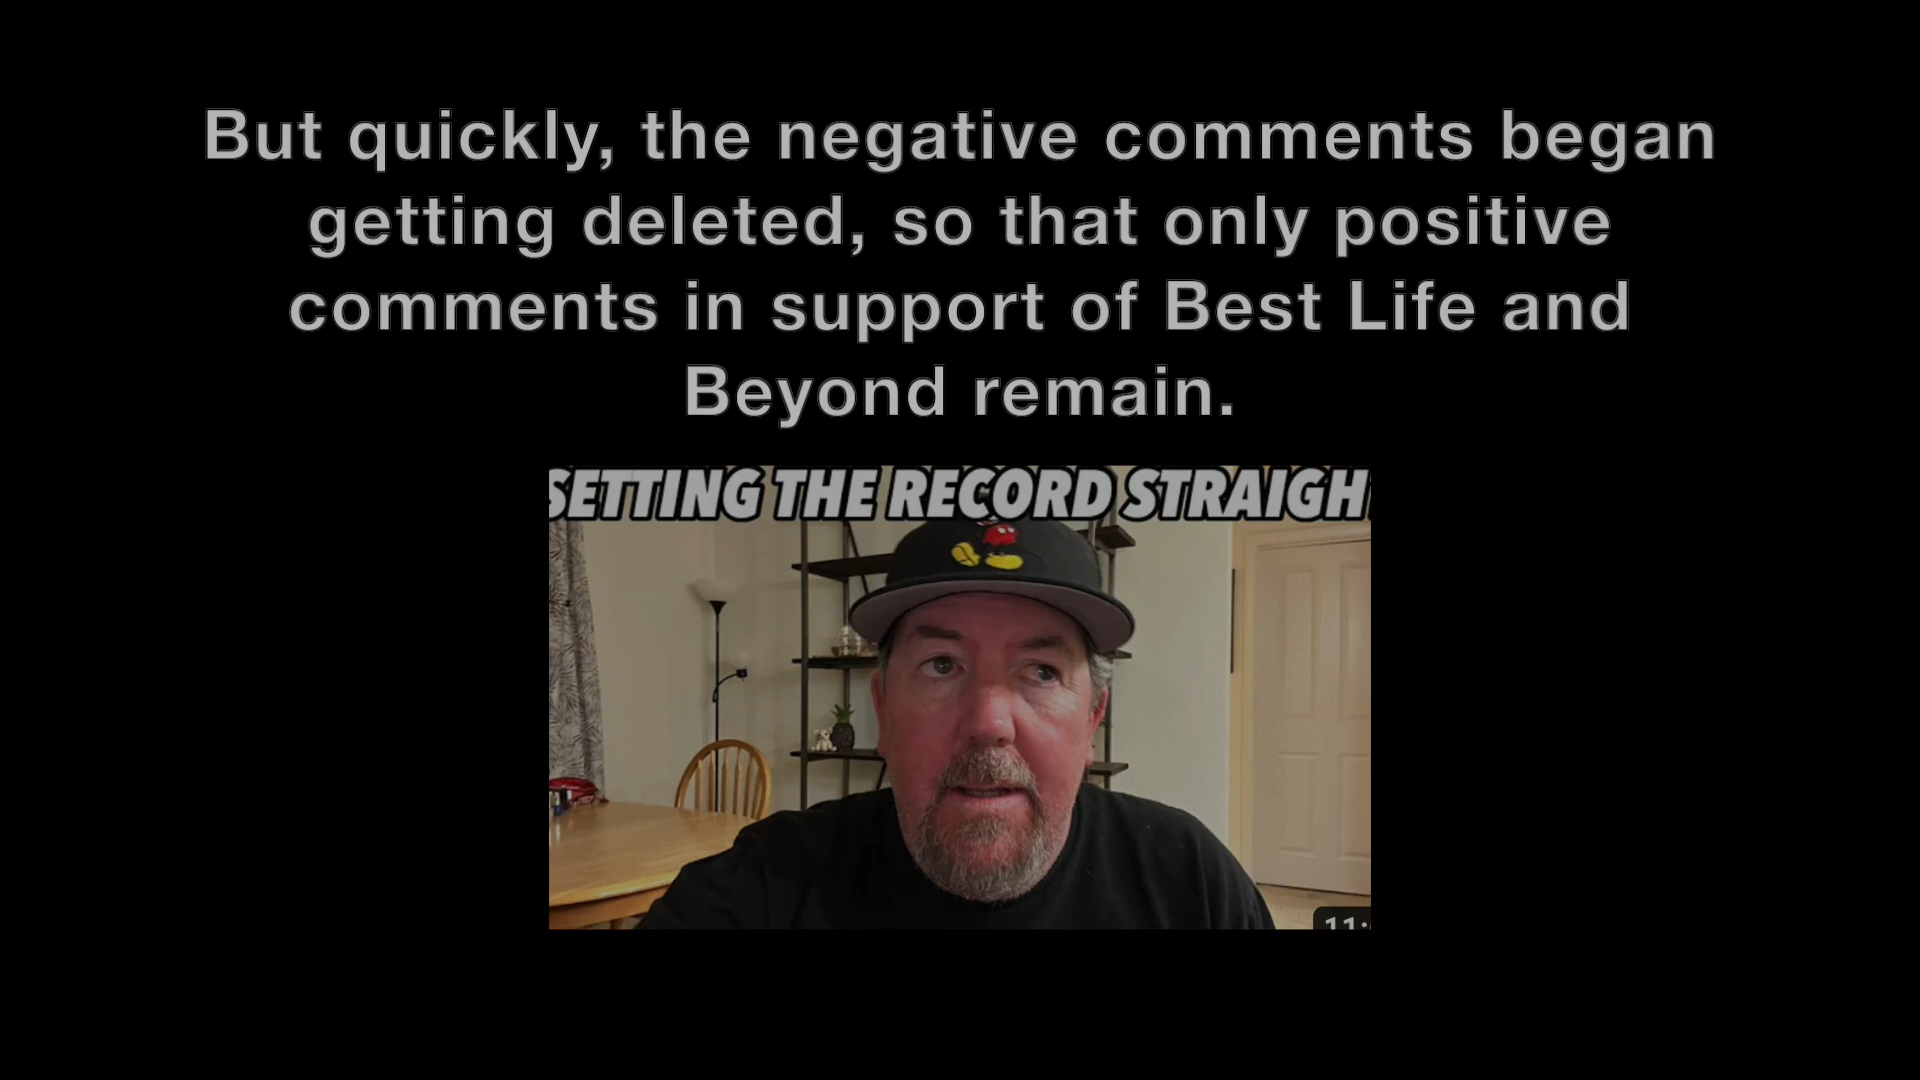 But quickly, the negative comments began
getting deleted, so that only positive
comments in support of Best Life and
Beyond remain.
SETTING THE RECORD STRAIGH
11: